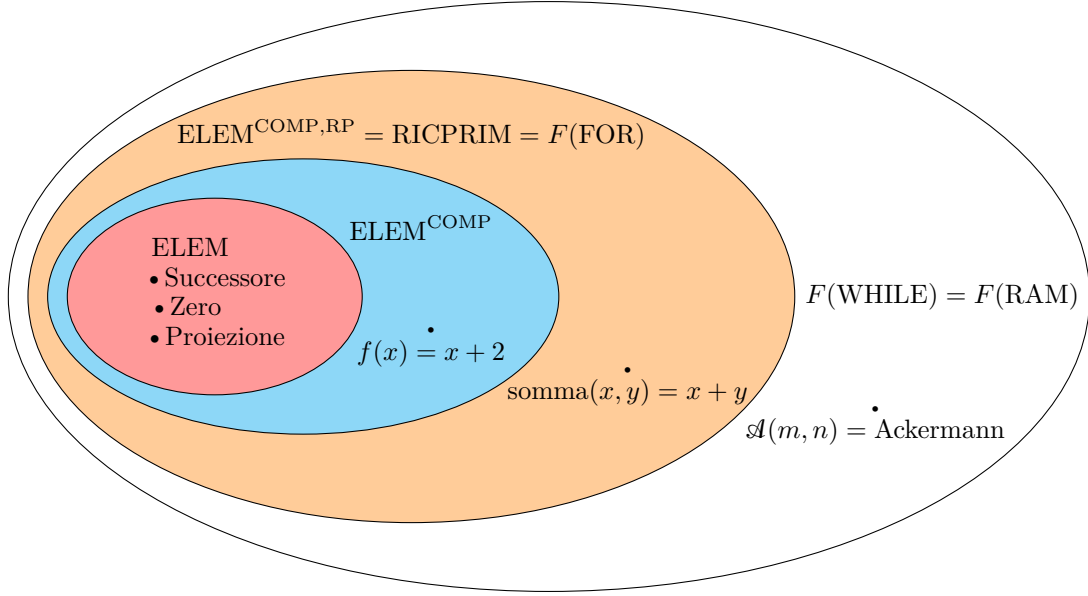 ELEM^COMP,RP = RICPRIM = F(FOR)
ELEM^COMP
ELEM
• Successore
• Zero
• Proiezione
F(WHILE) = F(RAM)
f(x) = x + 2
somma(x, y) = x + y
𝒜(m, n) = Ackermann